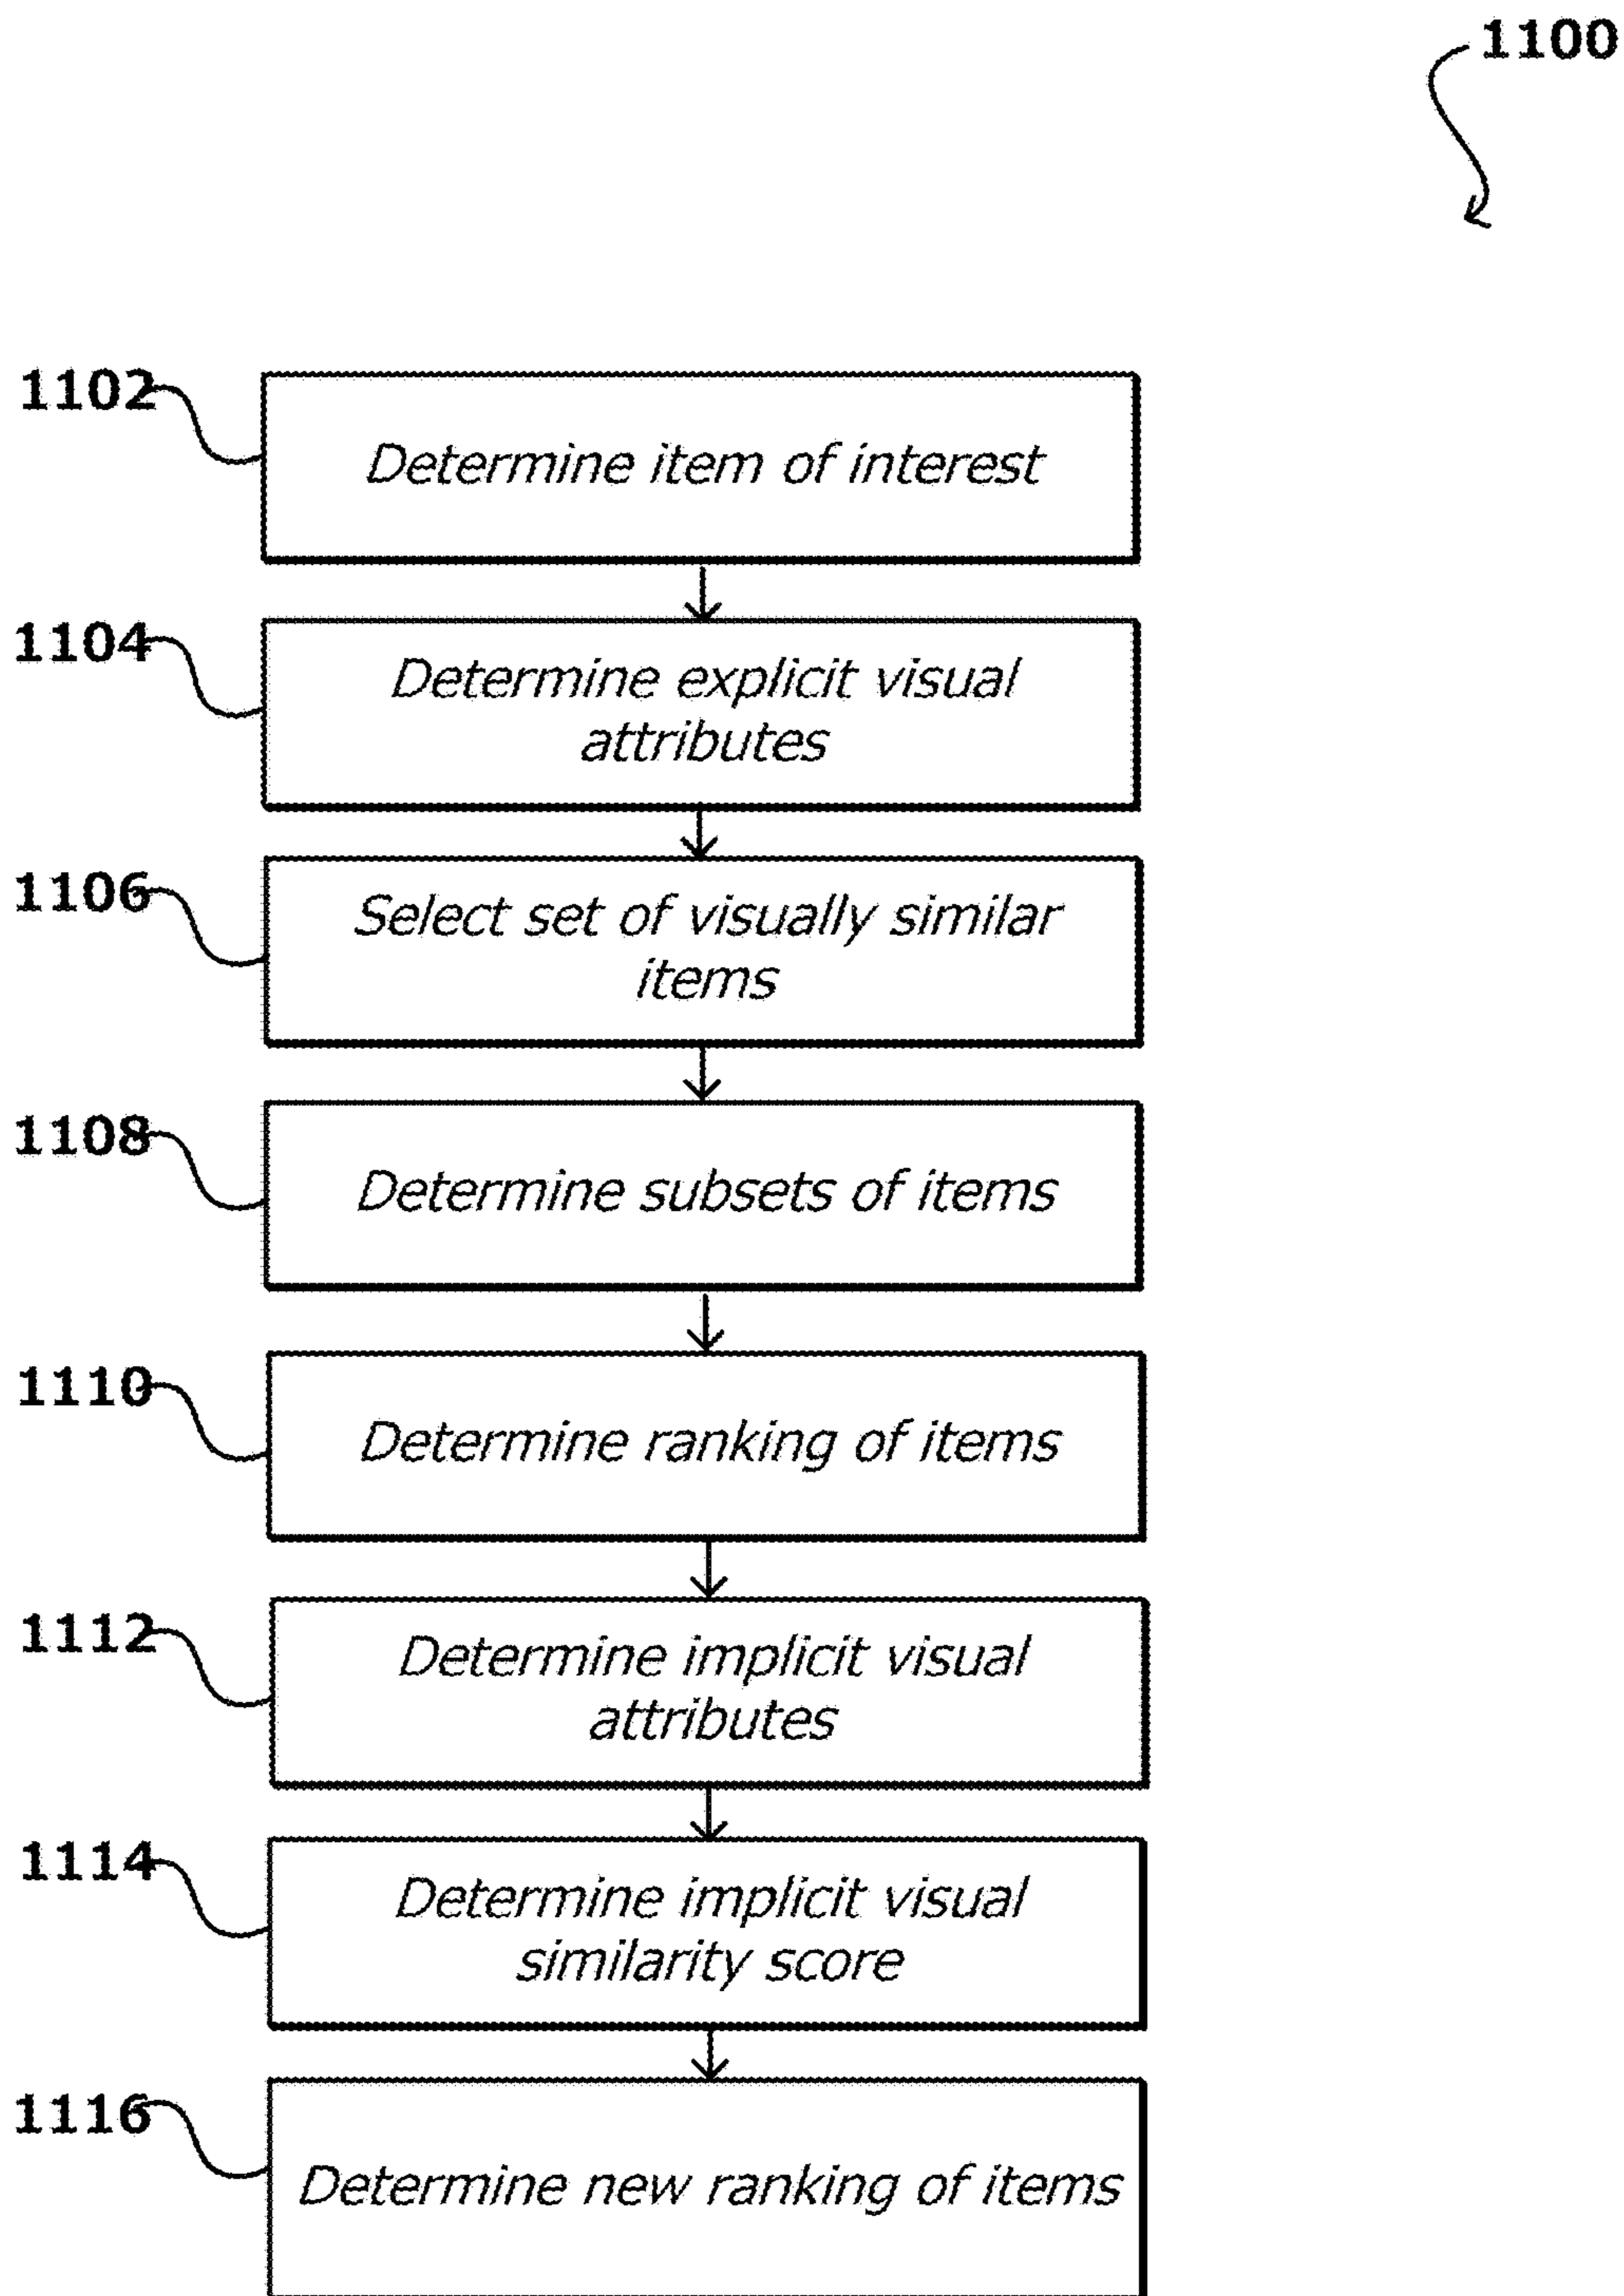 1100
1102
Determine item of interest
1104
Determine explicit visual
attributes
1106
Select set of visually similar
items
1108
Determine subsets of items
1110
Determine ranking of items
1112
Determine implicit visual
attributes
1114
Determine implicit visual
similarity score
1116
Determine new ranking of items